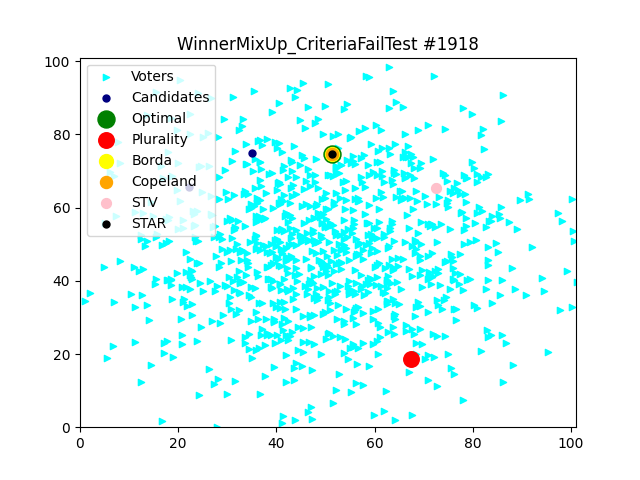 WinnerMixUp_CriteriaFailTest #1918
100
80
60
40
20
0
Voters
Candidates
Optimal
Plurality
Borda
Copeland
STV
STAR
0 20 40 60 80 100